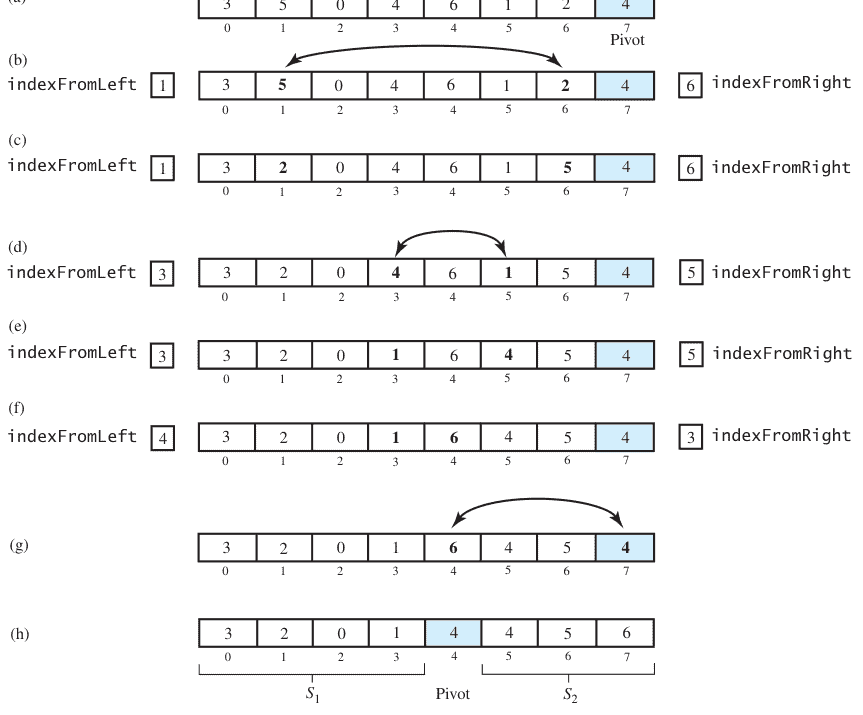 (a)
3 5 0 4 6 1 2 4
0 1 2 3 4 5 6 7
Pivot
(b)
indexFromLeft 1 3 5 0 4 6 1 2 4 6 indexFromRight
0 1 2 3 4 5 6 7
(c)
indexFromLeft 1 3 2 0 4 6 1 5 4 6 indexFromRight
0 1 2 3 4 5 6 7
(d)
indexFromLeft 3 3 2 0 4 6 1 5 4 5 indexFromRight
0 1 2 3 4 5 6 7
(e)
indexFromLeft 3 3 2 0 1 6 4 5 4 5 indexFromRight
0 1 2 3 4 5 6 7
(f)
indexFromLeft 4 3 2 0 1 6 4 5 4 3 indexFromRight
0 1 2 3 4 5 6 7
(g) 3 2 0 1 6 4 5 4
0 1 2 3 4 5 6 7
(h) 3 2 0 1 4 4 5 6
0 1 2 3 4 5 6 7
S1 Pivot S2